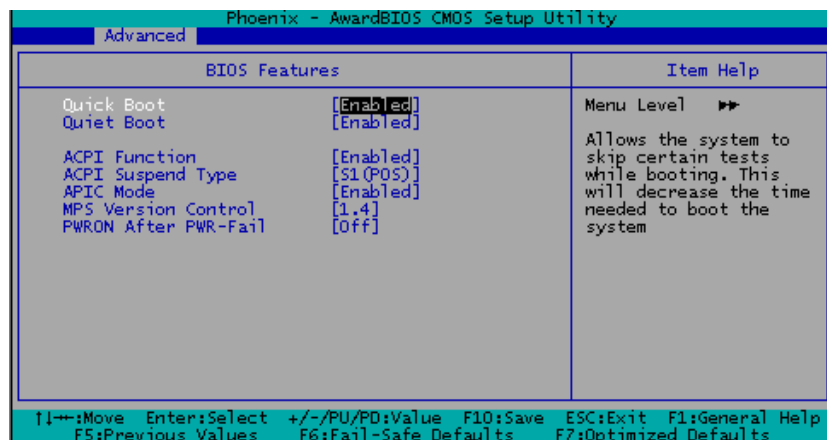 Phoenix - AwardBIOS CMOS Setup Utility
Advanced
BIOS Features
Item Help
Quick Boot [Enabled]
Quiet Boot [Enabled]
ACPI Function [Enabled]
ACPI Suspend Type [S1(POS)]
APIC Mode [Enabled]
MPS Version Control [1.4]
PWRON After PWR-Fail [Off]
Menu Level ▸▸
Allows the system to
skip certain tests
while booting. This
will decrease the time
needed to boot the
system
↑↓→←:Move Enter:Select +/-/PU/PD:Value F10:Save ESC:Exit F1:General Help
F5:Previous Values F6:Fail-Safe Defaults F7:Optimized Defaults